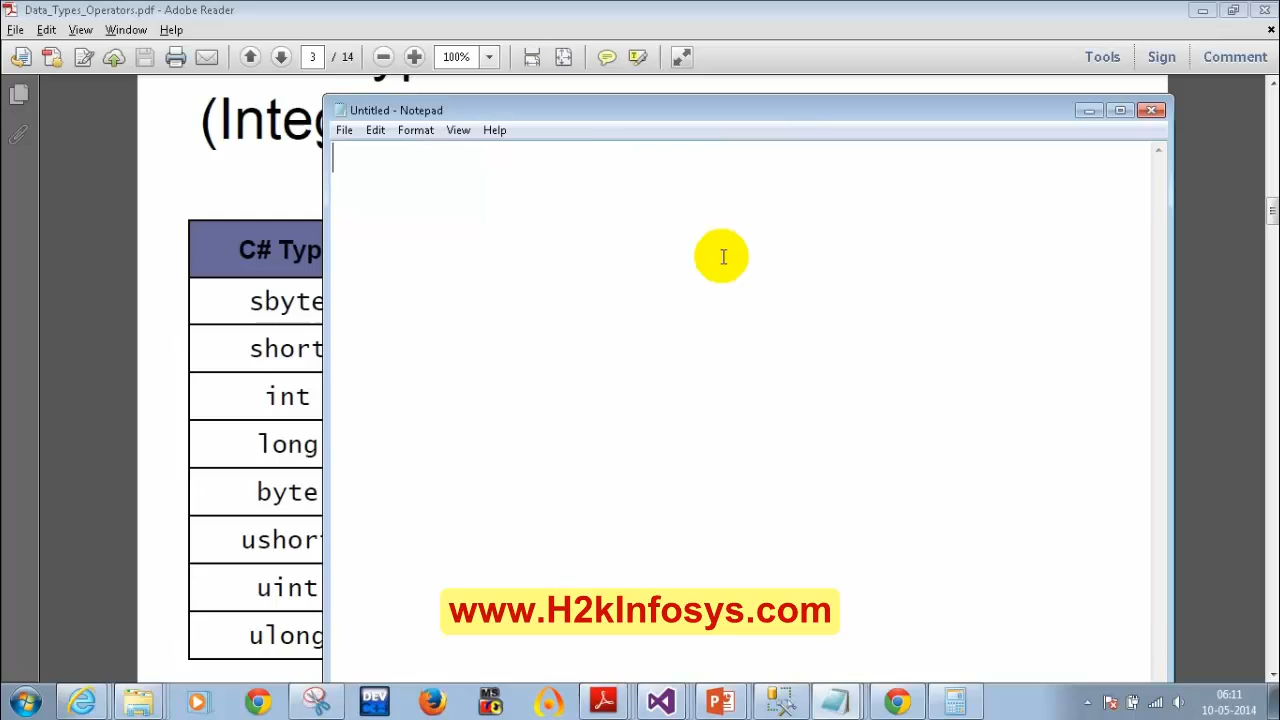 Data_Types_Operators.pdf - Adobe Reader
File Edit View Window Help
3 / 14 100% Tools Sign Comment
(Integ
Untitled - Notepad
File Edit Format View Help
C# Typ
sbyte
short
int
long
byte
ushort
uint
ulong
www.H2kInfosys.com
DEV
MS
06:11
10-05-2014